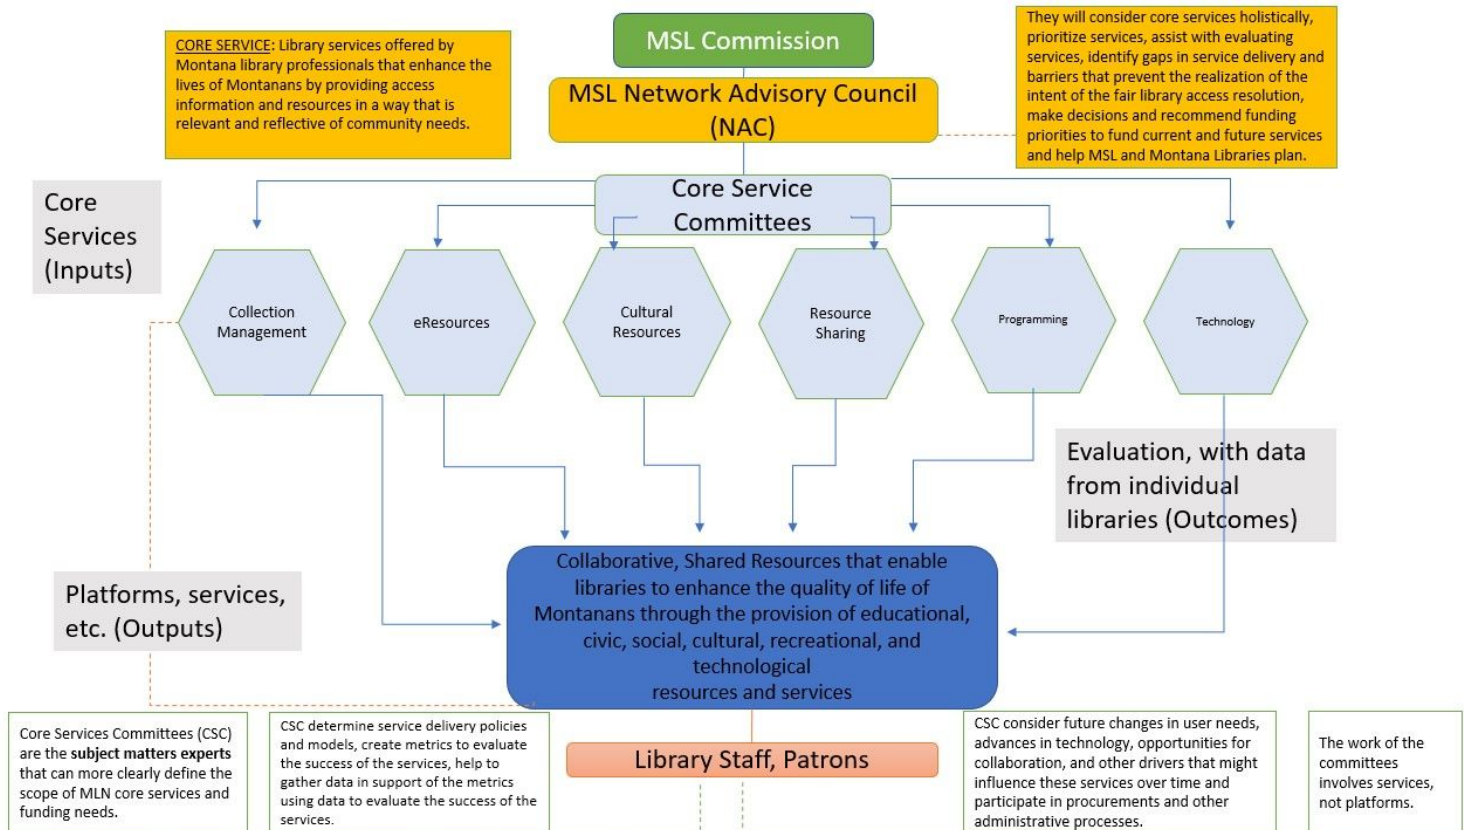 MSL Commission
CORE SERVICE: Library services offered by
Montana library professionals that enhance the
lives of Montanans by providing access
information and resources in a way that is
relevant and reflective of community needs.
MSL Network Advisory Council
(NAC)
They will consider core services holistically,
prioritize services, assist with evaluating
services, identify gaps in service delivery and
barriers that prevent the realization of the
intent of the fair library access resolution,
make decisions and recommend funding
priorities to fund current and future services
and help MSL and Montana Libraries plan.
Core
Services
(Inputs)
Core Service
Committees
Collection
Management
eResources
Cultural
Resources
Resource
Sharing
Programming
Technology
Evaluation, with data
from individual
libraries (Outcomes)
Platforms, services,
etc. (Outputs)
Collaborative, Shared Resources that enable
libraries to enhance the quality of life of
Montanans through the provision of educational,
civic, social, cultural, recreational, and
technological
resources and services
Core Services Committees (CSC)
are the subject matters experts
that can more clearly define the
scope of MLN core services and
funding needs.
CSC determine service delivery policies
and models, create metrics to evaluate
the success of the services, help to
gather data in support of the metrics
using data to evaluate the success of the
services.
Library Staff, Patrons
CSC consider future changes in user needs,
advances in technology, opportunities for
collaboration, and other drivers that might
influence these services over time and
participate in procurements and other
administrative processes.
The work of the
committees
involves services,
not platforms.